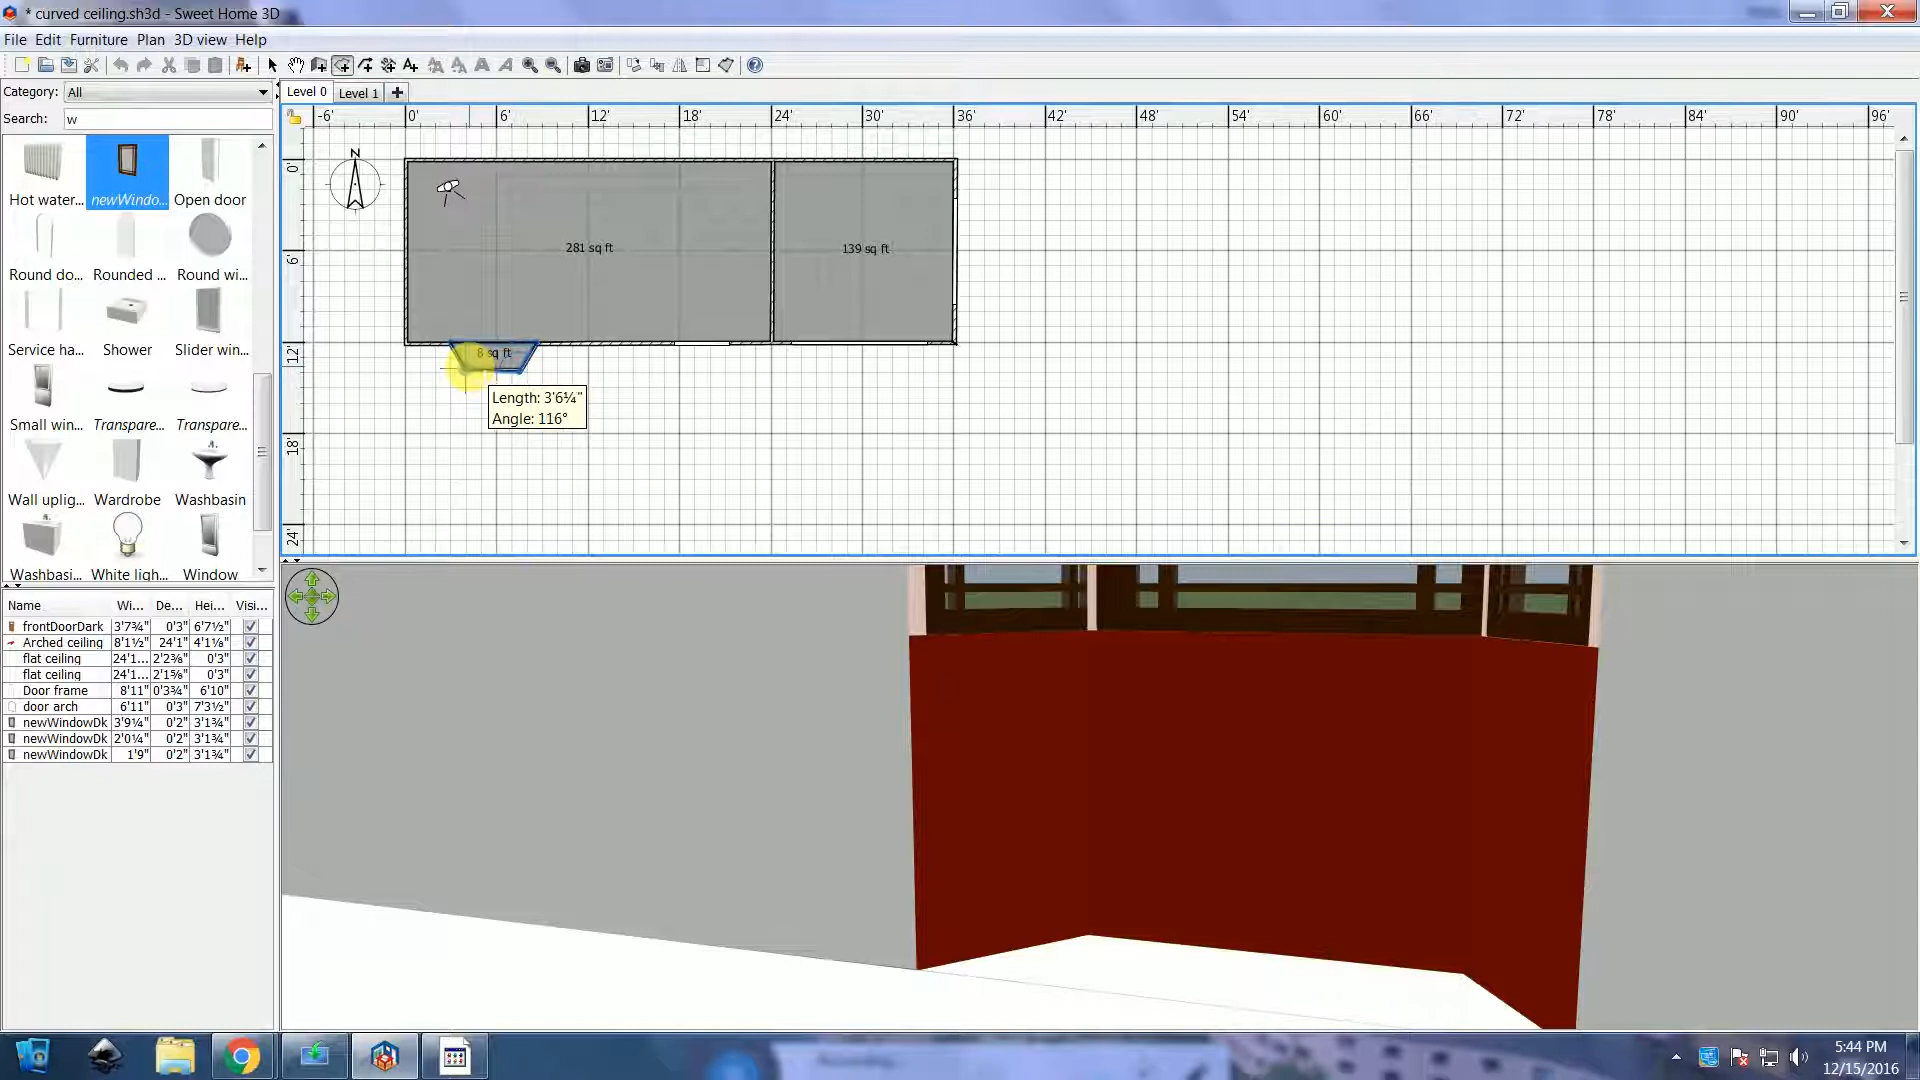 * curved ceiling.sh3d - Sweet Home 3D
File Edit Furniture Plan 3D view Help
Category: All
Search: w
Level 0 Level 1
-6' 0' 6' 12' 18' 24' 30' 36' 42' 48' 54' 60' 66' 72' 78' 84' 90' 96'
0'
6'
12'
18'
24'
N
281 sq ft
139 sq ft
8 sq ft
Length: 3'6¼"
Angle: 116°
Hot water... newWindo... Open door
Round do... Rounded ... Round wi...
Service ha... Shower Slider win...
Small win... Transpare... Transpare...
Wall uplig... Wardrobe Washbasin
Washbasi... White ligh... Window
Name Wi... De... Hei... Visi...
frontDoorDark 3'7¾" 0'3" 6'7½"
Arched ceiling 8'1½" 24'1" 4'1⅛"
flat ceiling 24'1... 2'2⅜" 0'3"
flat ceiling 24'1... 2'1⅝" 0'3"
Door frame 8'11" 0'3¾" 6'10"
door arch 6'11" 0'3" 7'3½"
newWindowDk 3'9¼" 0'2" 3'1¾"
newWindowDk 2'0¼" 0'2" 3'1¾"
newWindowDk 1'9" 0'2" 3'1¾"
5:44 PM
12/15/2016